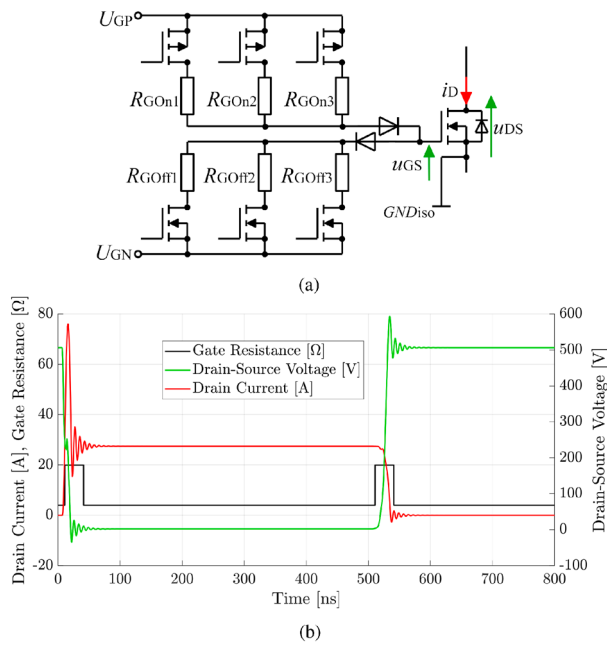 UGP
RGOn1 RGOn2 RGOn3
iD
uDS
uGS
RGOff1 RGOff2 RGOff3
GNDiso
UGN
(a)
Drain Current [A], Gate Resistance [Ω]
80
60
40
20
0
-20
Gate Resistance [Ω]
Drain-Source Voltage [V]
Drain Current [A]
600
500
400
300
200
100
0
-100
Drain-Source Voltage [V]
0 100 200 300 400 500 600 700 800
Time [ns]
(b)